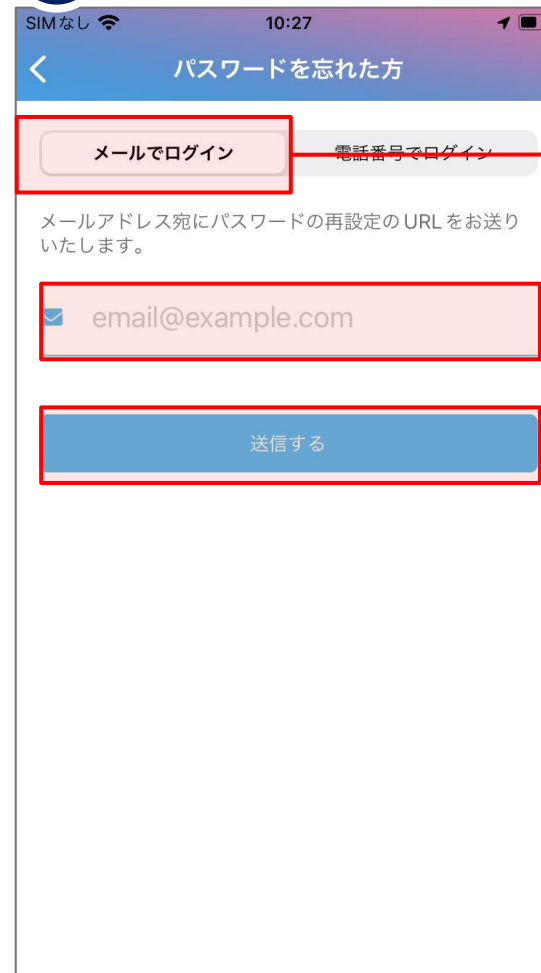 SIMなし 10:27
パスワードを忘れた方
メールでログイン 電話番号でログイン
メールアドレス宛にパスワードの再設定のURLをお送り
いたします。
email@example.com
送信する